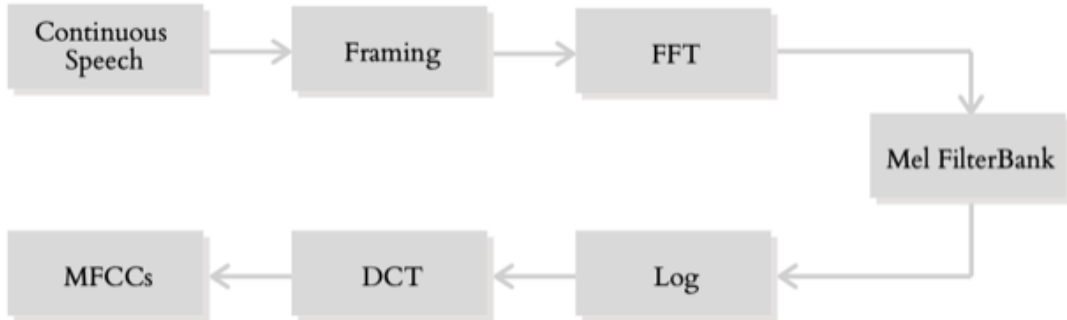 Continuous
Speech
Framing
FFT
Mel FilterBank
Log
DCT
MFCCs